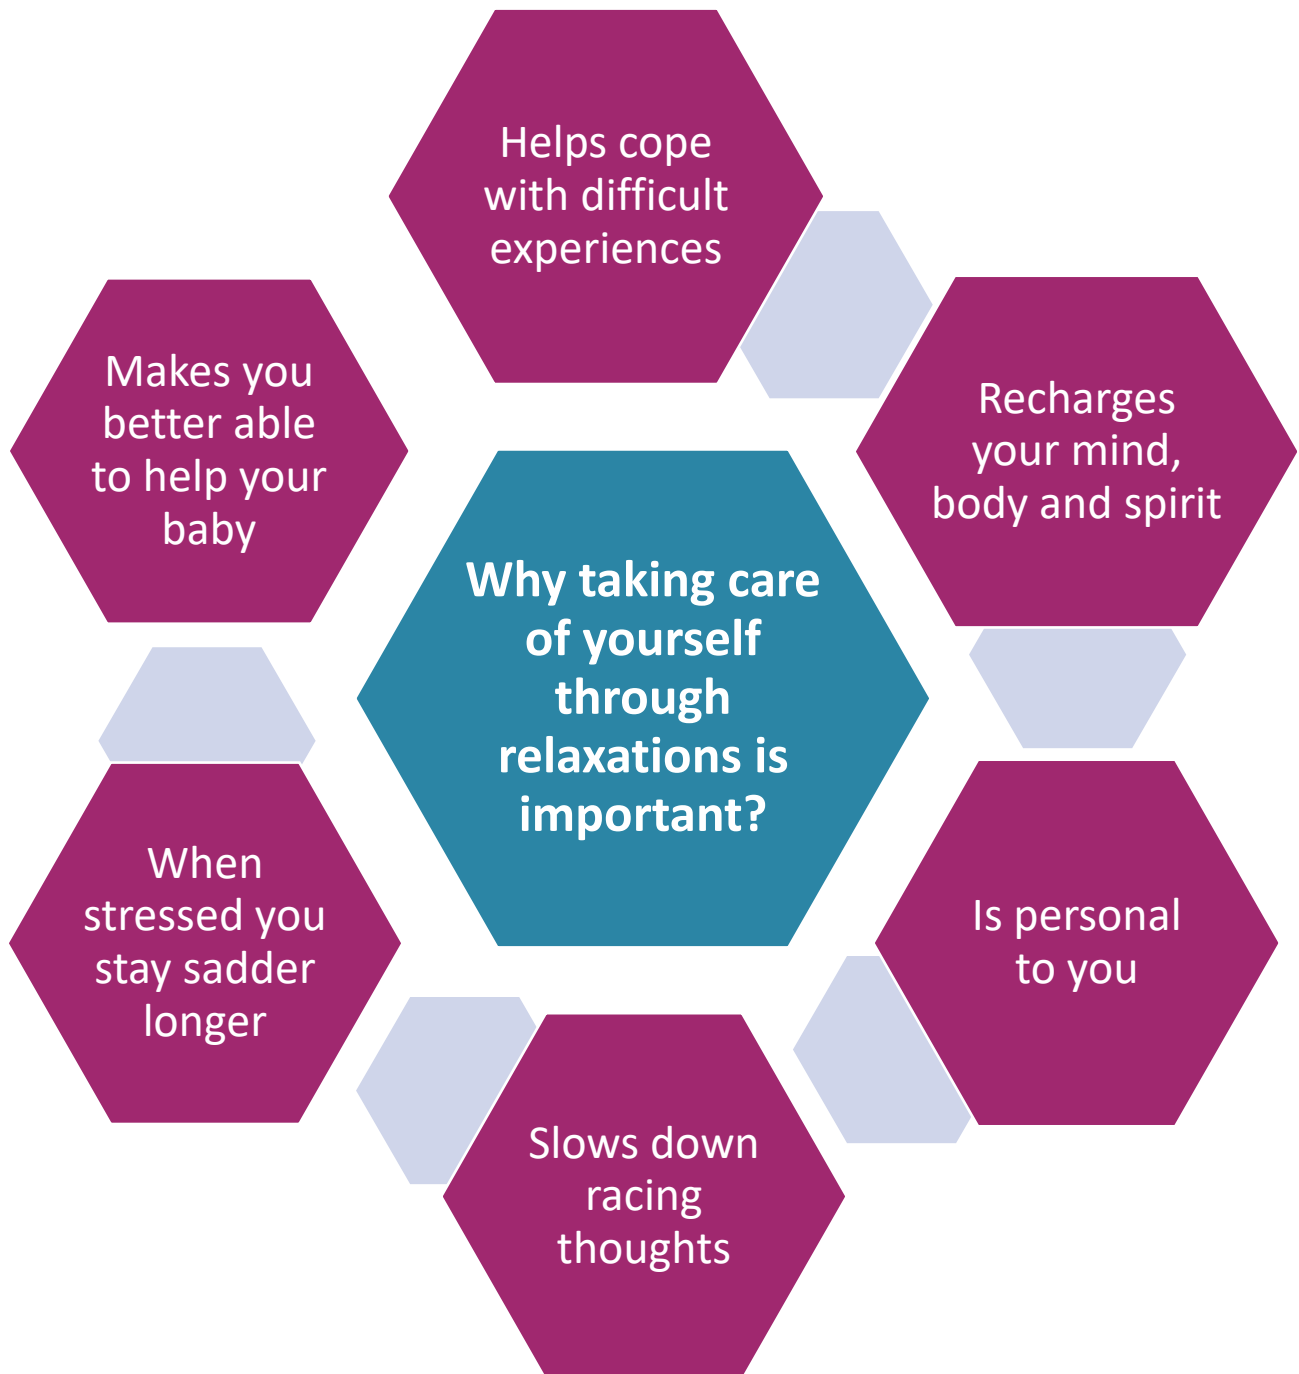 Helps cope
with difficult
experiences
Recharges
your mind,
body and spirit
Is personal
to you
Slows down
racing
thoughts
When
stressed you
stay sadder
longer
Makes you
better able
to help your
baby
Why taking care
of yourself
through
relaxations is
important?